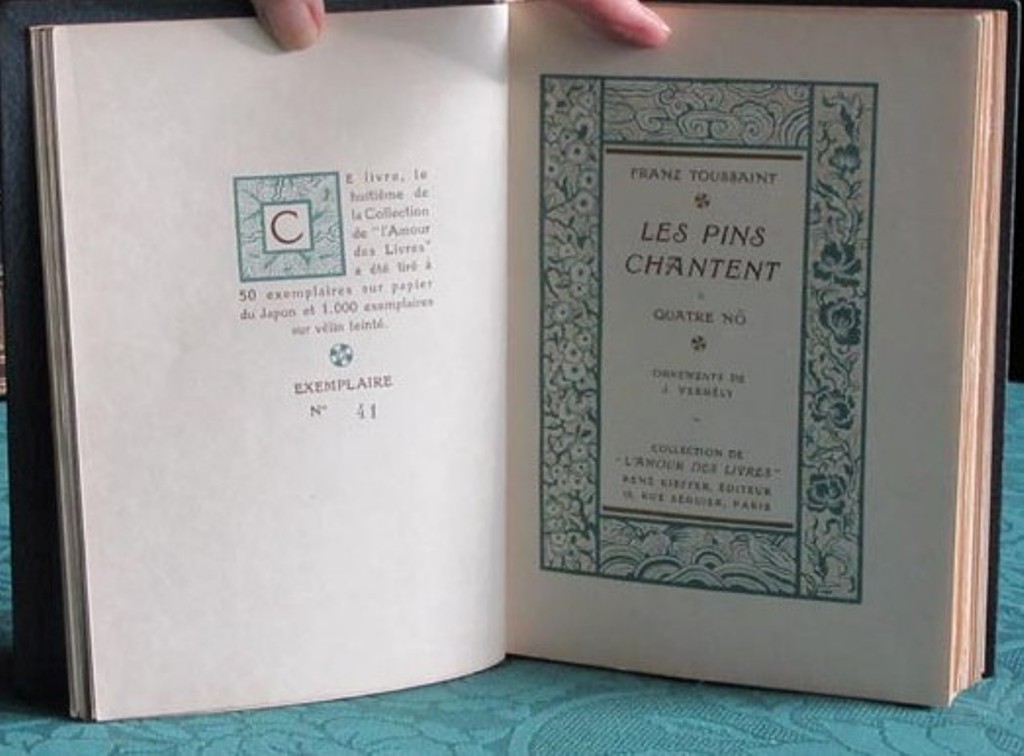 CE livre, le
huitième de
la Collection
de "l'Amour
des Livres"
a été tiré à
50 exemplaires sur papier
du Japon et 1.000 exemplaires
sur vélin teinté.
EXEMPLAIRE
N° 41
FRANZ TOUSSAINT
LES PINS
CHANTENT
QUATRE NÔ
ORNEMENTS DE
J. VERMÉLY
COLLECTION DE
"L'AMOUR DES LIVRES"
RENÉ KIEFFER, ÉDITEUR
18, RUE SÉGUIER, PARIS